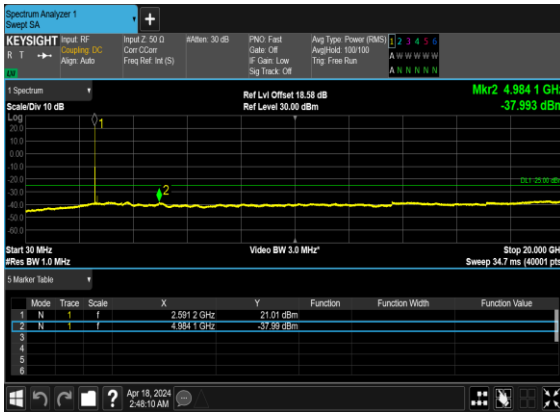 Spectrum Analyzer 1
Swept SA
KEYSIGHT
R T
Input: RF
Coupling: DC
Align: Auto
Input Z: 50 Ω
Corr CCorr
Freq Ref: Int (S)
#Atten: 30 dB
PNO: Fast
Gate: Off
IF Gain: Low
Sig Track: Off
Avg Type: Power (RMS)
Avg|Hold: 100/100
Trig: Free Run
1 2 3 4 5 6
A W W W W W
A N N N N N
1 Spectrum
Scale/Div 10 dB
Ref Lvl Offset 18.58 dB
Ref Level 30.00 dBm
Mkr2 4.984 1 GHz
-37.993 dBm
Log
20.0
10.0
0.00
-10.0
-20.0
-30.0
-40.0
-50.0
-60.0
1
2
DL1 -25.00 dBm
Start 30 MHz
#Res BW 1.0 MHz
Video BW 3.0 MHz*
Stop 20.000 GHz
Sweep 34.7 ms (40001 pts)
5 Marker Table
Mode Trace Scale X Y Function Function Width Function Value
1 N 1 f 2.591 2 GHz 21.01 dBm
2 N 1 f 4.984 1 GHz -37.99 dBm
3
4
5
6
?
Apr 18, 2024
2:48:10 AM